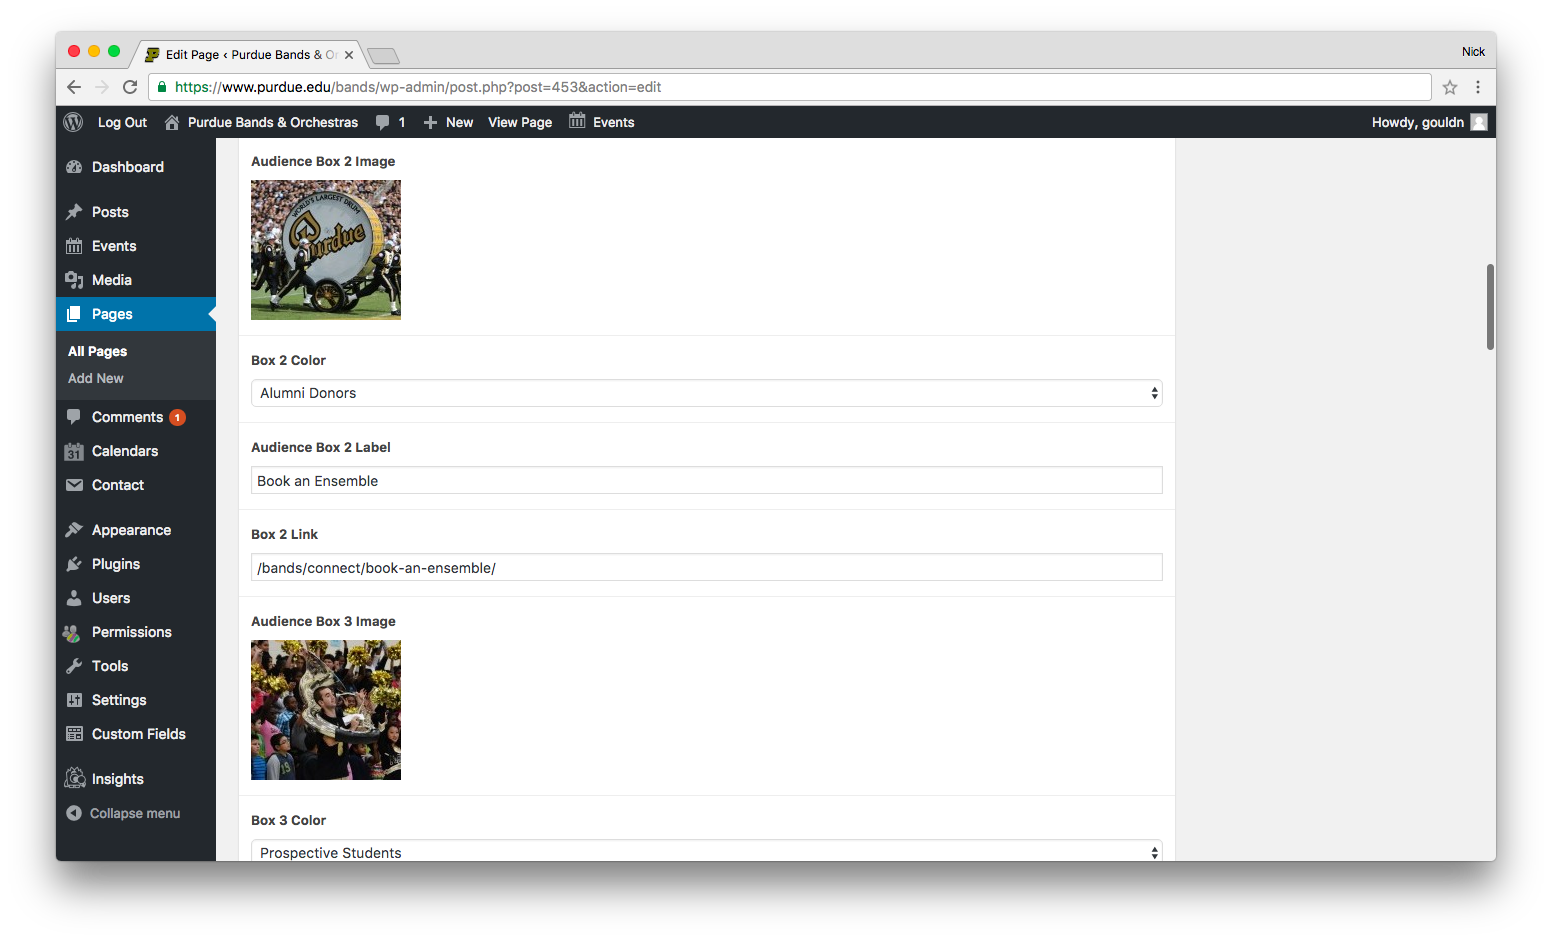 Edit Page ‹ Purdue Bands & Or
Nick
https://www.purdue.edu/bands/wp-admin/post.php?post=453&action=edit
Log Out Purdue Bands & Orchestras 1 New View Page Events Howdy, gouldn
Dashboard
Posts
Events
Media
Pages
All Pages
Add New
Comments 1
31 Calendars
Contact
Appearance
Plugins
Users
Permissions
Tools
Settings
Custom Fields
Insights
Collapse menu
Audience Box 2 Image
WORLD'S LARGEST DRUM
Purdue
Box 2 Color
Alumni Donors
Audience Box 2 Label
Book an Ensemble
Box 2 Link
/bands/connect/book-an-ensemble/
Audience Box 3 Image
Box 3 Color
Prospective Students